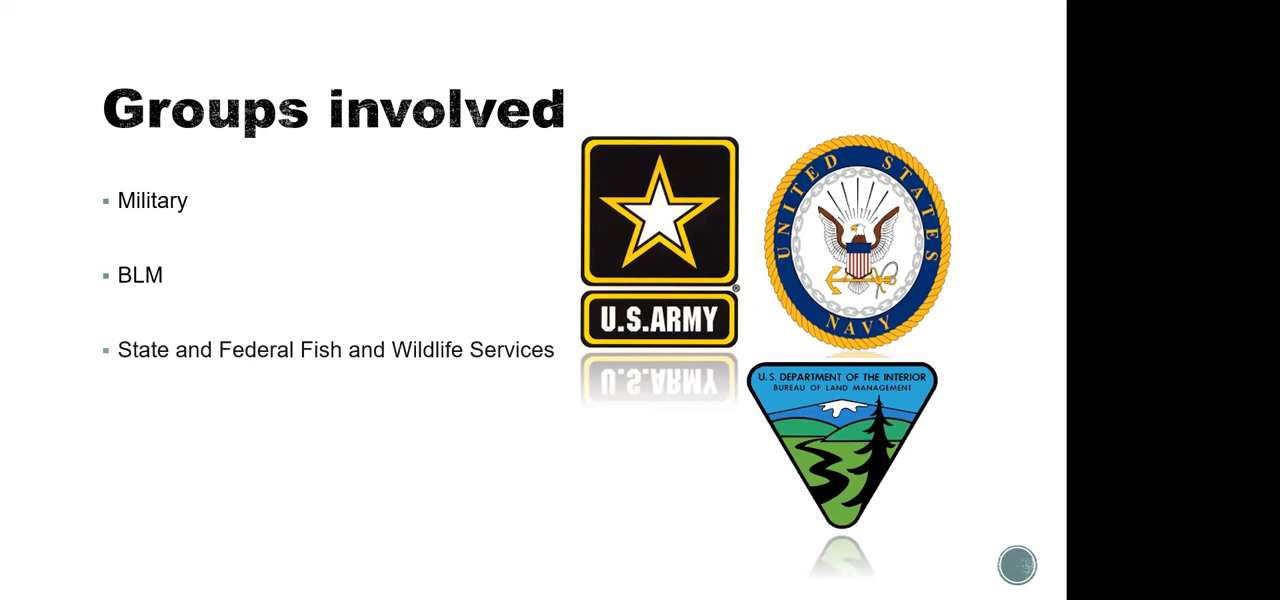 Groups involved
Military
BLM
State and Federal Fish and Wildlife Services
U.S.ARMY
®
UNITED STATES
NAVY
U.S. DEPARTMENT OF THE INTERIOR
BUREAU OF LAND MANAGEMENT